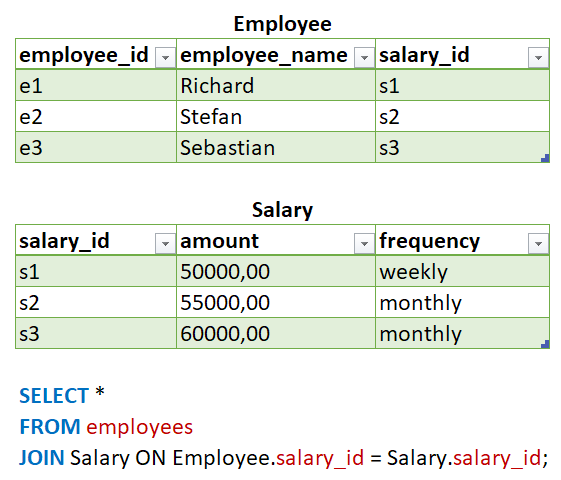 Employee
employee_id employee_name salary_id
e1 Richard s1
e2 Stefan s2
e3 Sebastian s3
Salary
salary_id amount frequency
s1 50000,00 weekly
s2 55000,00 monthly
s3 60000,00 monthly
SELECT *
FROM employees
JOIN Salary ON Employee.salary_id = Salary.salary_id;